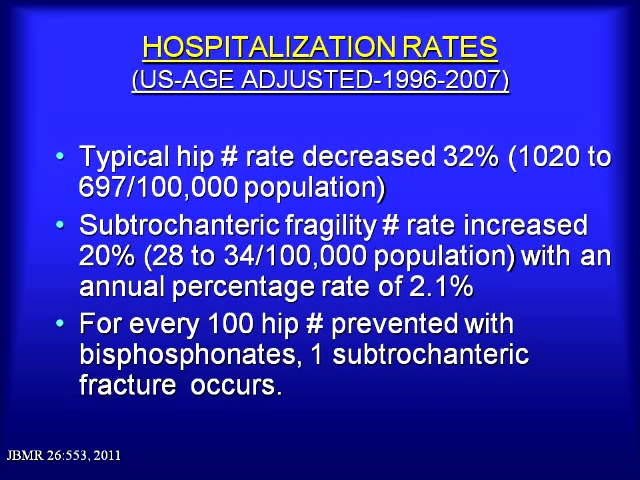 HOSPITALIZATION RATES
(US-AGE ADJUSTED-1996-2007)
• Typical hip # rate decreased 32% (1020 to
697/100,000 population)
• Subtrochanteric fragility # rate increased
20% (28 to 34/100,000 population) with an
annual percentage rate of 2.1%
• For every 100 hip # prevented with
bisphosphonates, 1 subtrochanteric
fracture occurs.
JBMR 26:553, 2011